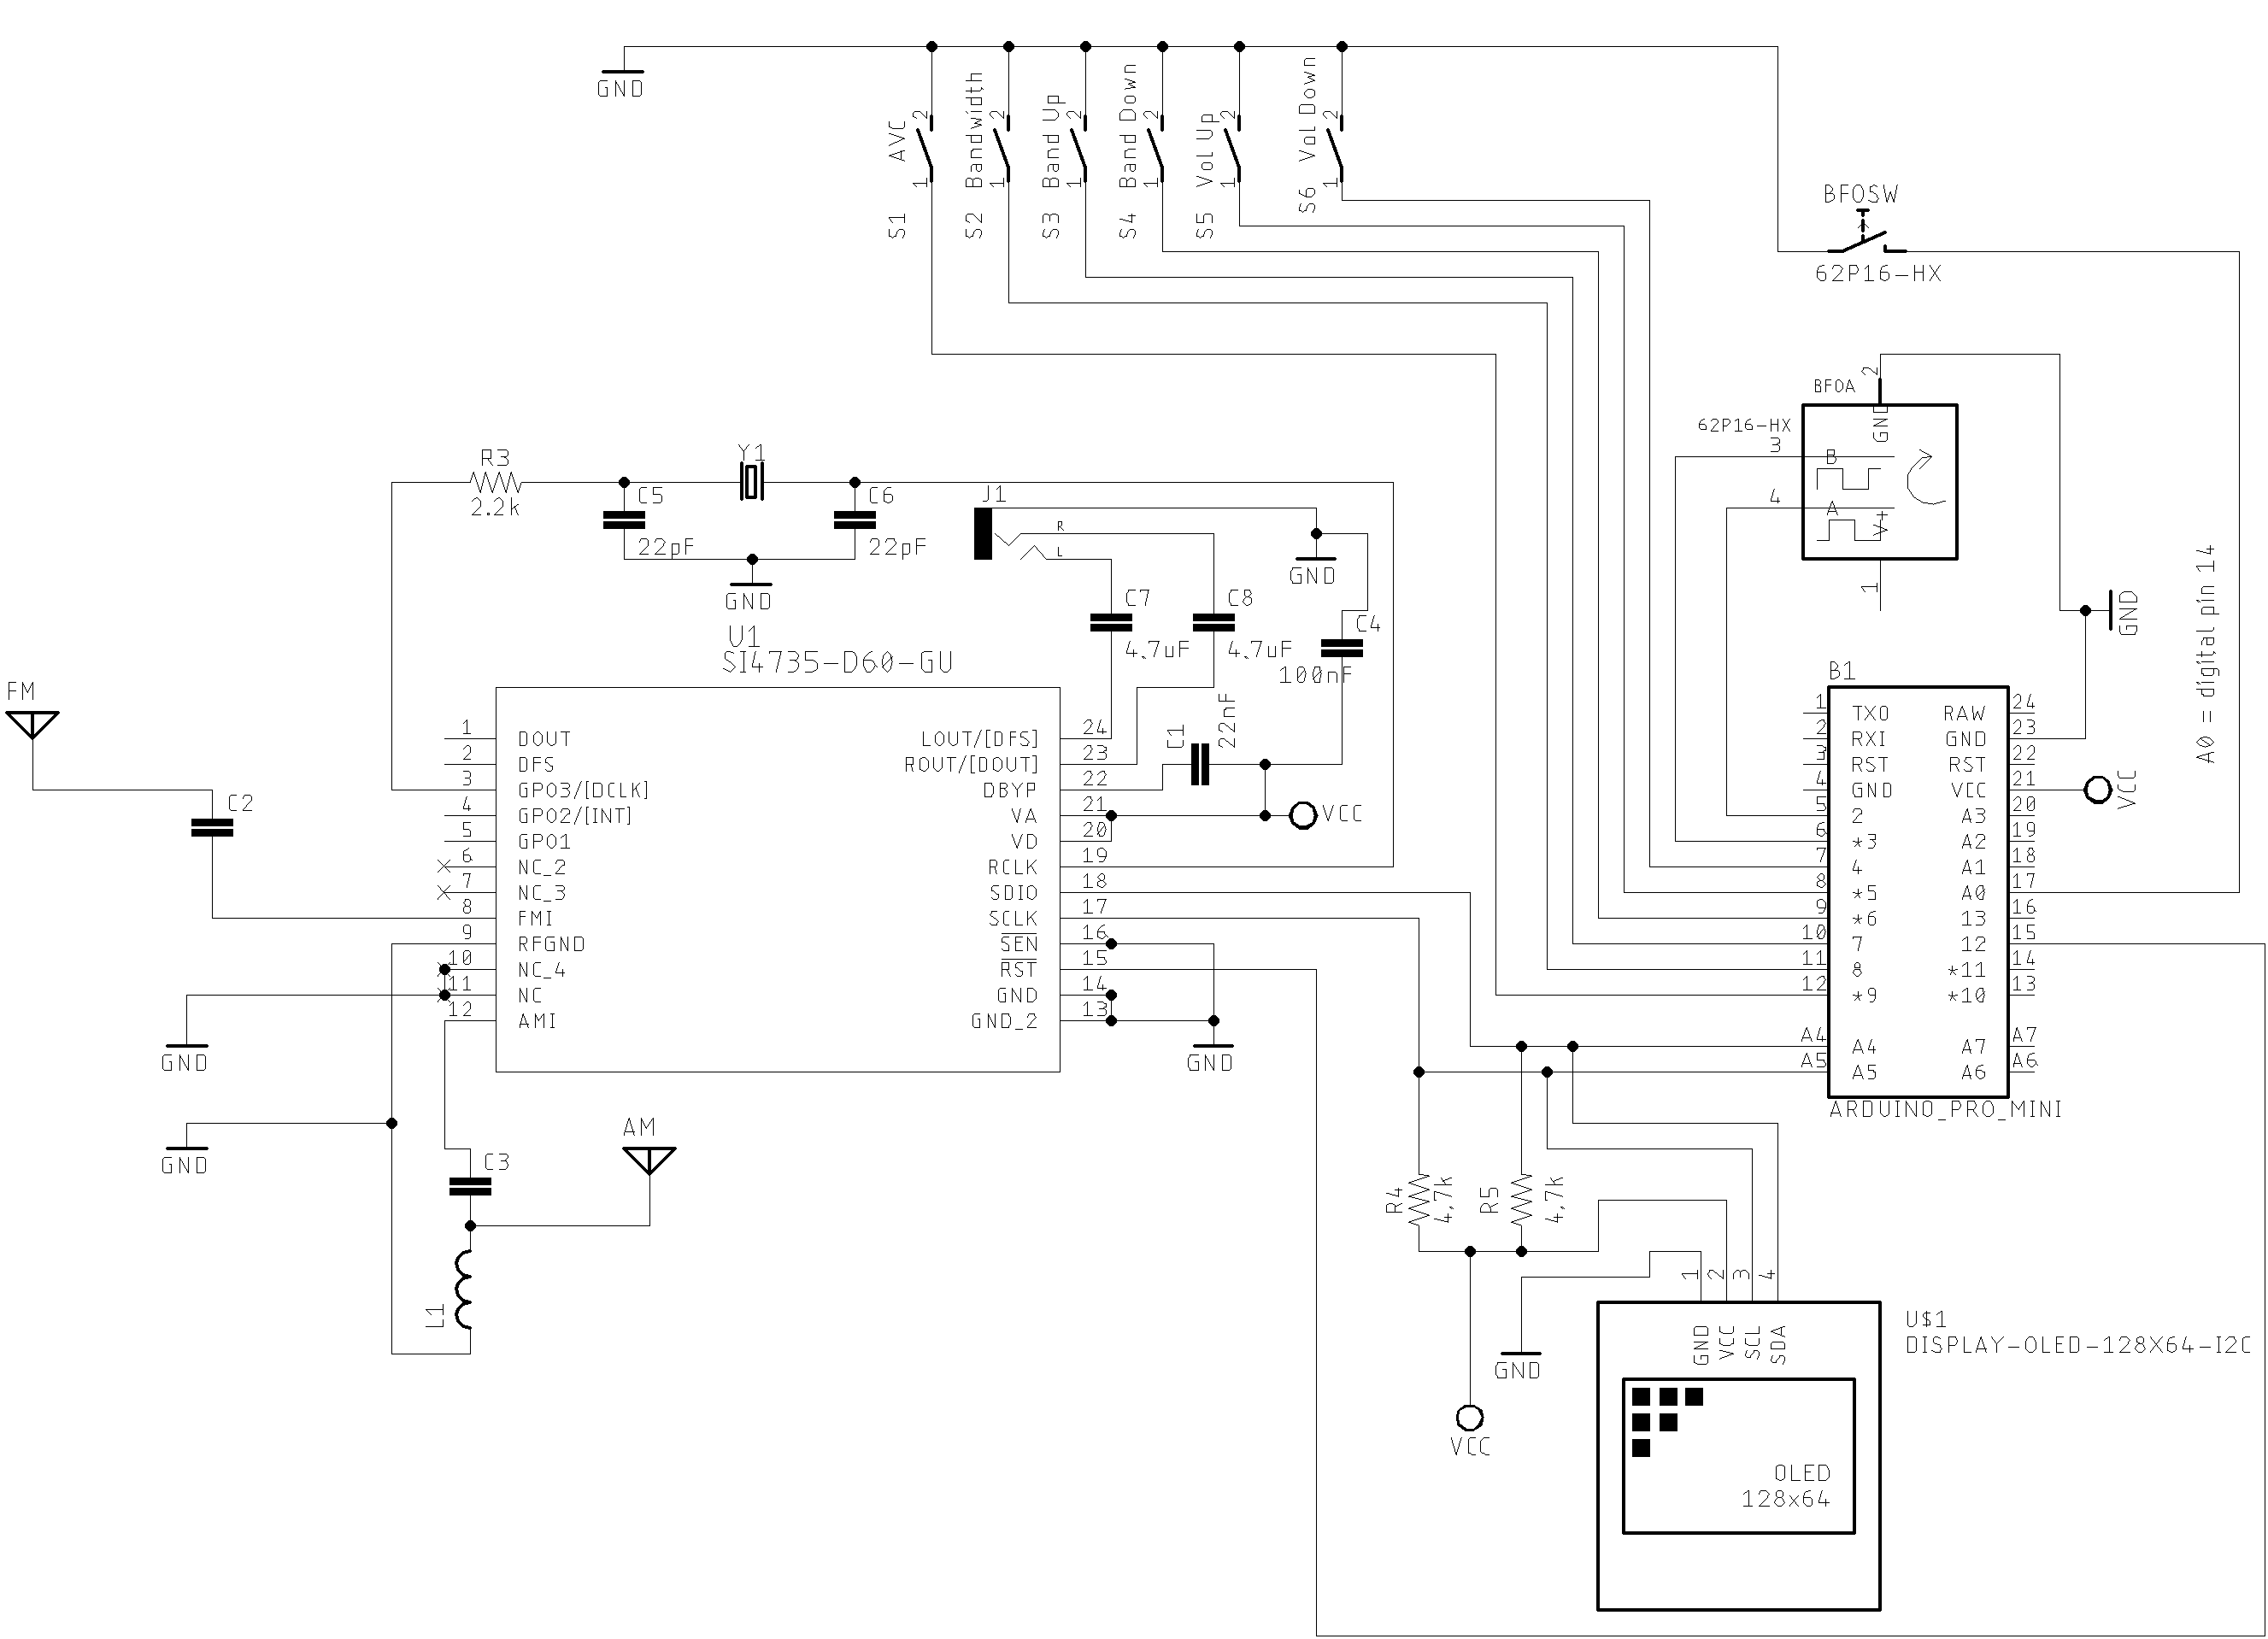 GND
AVC
S1
1
2
S2 Bandwidth
1
2
S3 Band Up
1
2
S4 Band Down
1
2
S5 Vol Up
1
2
S6 Vol Down
1
2
BFOSW
62P16-HX
BFOA
62P16-HX
2
GND
3
B
4
A
V+
1
GND
A0 = digital pin 14
R3
2.2k
C5
22pF
Y1
C6
22pF
GND
J1
R
L
GND
C7
4.7uF
C8
4.7uF
C4
100nF
C1
22nF
VCC
U1
SI4735-D60-GU
1 DOUT
2 DFS
3 GPO3/[DCLK]
4 GPO2/[INT]
5 GPO1
6 NC_2
7 NC_3
8 FMI
9 RFGND
10 NC_4
11 NC
12 AMI
LOUT/[DFS] 24
ROUT/[DOUT] 23
DBYP 22
VA 21
VD 20
RCLK 19
SDIO 18
SCLK 17
SEN 16
RST 15
GND 14
GND_2 13
GND
FM
C2
GND
GND
C3
AM
L1
B1
1 TXO RAW 24
2 RXI GND 23
3 RST RST 22
4 GND VCC 21
5 2 A3 20
6 *3 A2 19
7 4 A1 18
8 *5 A0 17
9 *6 13 16
10 7 12 15
11 8 *11 14
12 *9 *10 13
A4 A4 A7 A7
A5 A5 A6 A6
ARDUINO_PRO_MINI
VCC
R4
4,7k
R5
4,7k
VCC
GND
1 2 3 4
GND
VCC
SCL
SDA
U$1
DISPLAY-OLED-128X64-I2C
OLED
128x64